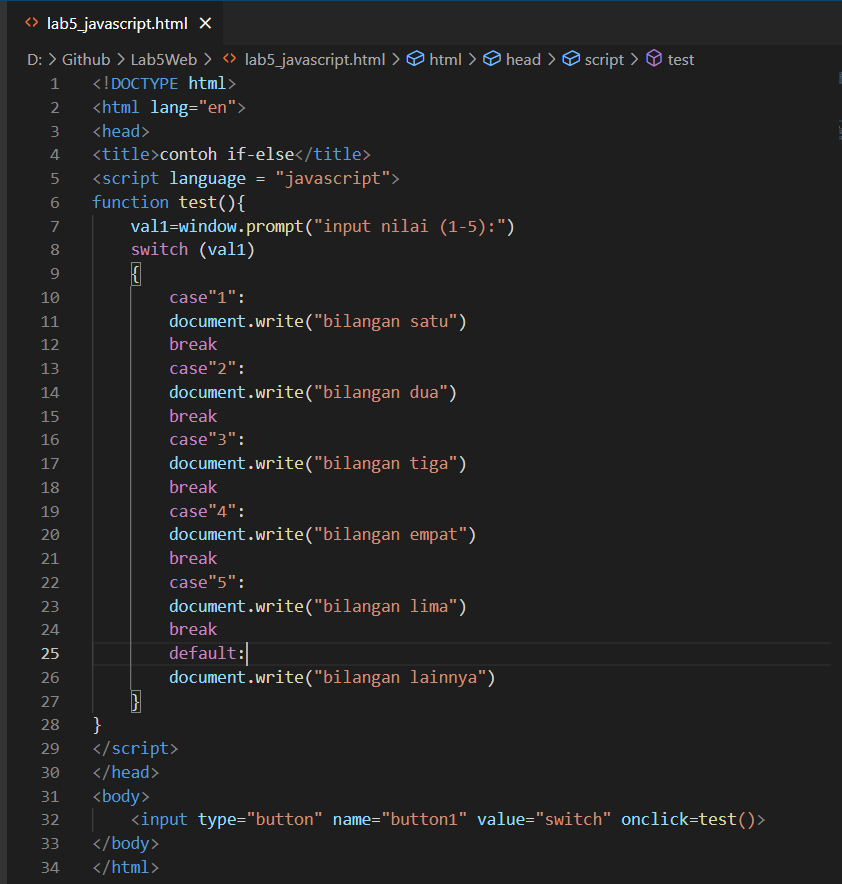 lab5_javascript.html
D: > Github > Lab5Web > lab5_javascript.html > html > head > script > test
1 <!DOCTYPE html>
2 <html lang="en">
3 <head>
4 <title>contoh if-else</title>
5 <script language = "javascript">
6 function test(){
7     val1=window.prompt("input nilai (1-5):")
8     switch (val1)
9     {
10         case"1":
11         document.write("bilangan satu")
12         break
13         case"2":
14         document.write("bilangan dua")
15         break
16         case"3":
17         document.write("bilangan tiga")
18         break
19         case"4":
20         document.write("bilangan empat")
21         break
22         case"5":
23         document.write("bilangan lima")
24         break
25         default:
26         document.write("bilangan lainnya")
27     }
28 }
29 </script>
30 </head>
31 <body>
32     <input type="button" name="button1" value="switch" onclick=test()>
33 </body>
34 </html>